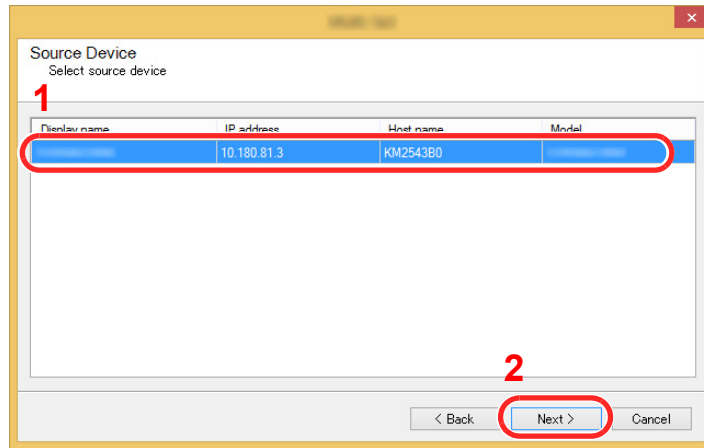 Source Device
Select source device
1
Display name IP address Host name Model
10.180.81.3 KM2543B0
2
< Back Next > Cancel